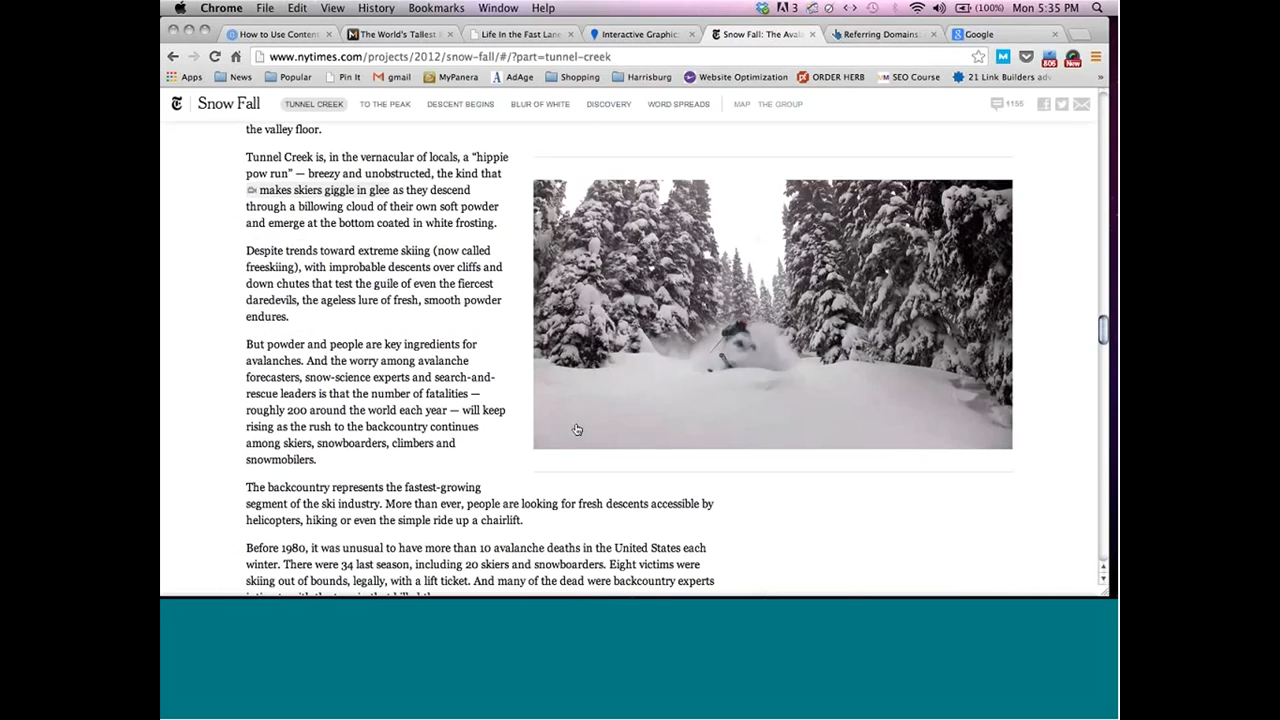 Chrome File Edit View History Bookmarks Window Help 3 (100%) Mon 5:35 PM
How to Use Conten The World's Tallest Life In the Fast Lane Interactive Graphic Snow Fall: The Avala Referring Domains: Google
www.nytimes.com/projects/2012/snow-fall/#/?part=tunnel-creek 806 New
Apps News Popular Pin It gmail MyPanera AdAge Shopping Harrisburg Website Optimization ORDER HERB SEO Course 21 Link Builders adv »
Snow Fall TUNNEL CREEK TO THE PEAK DESCENT BEGINS BLUR OF WHITE DISCOVERY WORD SPREADS MAP THE GROUP 1155
the valley floor.
Tunnel Creek is, in the vernacular of locals, a “hippie
pow run” — breezy and unobstructed, the kind that
makes skiers giggle in glee as they descend
through a billowing cloud of their own soft powder
and emerge at the bottom coated in white frosting.
Despite trends toward extreme skiing (now called
freeskiing), with improbable descents over cliffs and
down chutes that test the guile of even the fiercest
daredevils, the ageless lure of fresh, smooth powder
endures.
But powder and people are key ingredients for
avalanches. And the worry among avalanche
forecasters, snow-science experts and search-and-
rescue leaders is that the number of fatalities —
roughly 200 around the world each year — will keep
rising as the rush to the backcountry continues
among skiers, snowboarders, climbers and
snowmobilers.
The backcountry represents the fastest-growing
segment of the ski industry. More than ever, people are looking for fresh descents accessible by
helicopters, hiking or even the simple ride up a chairlift.
Before 1980, it was unusual to have more than 10 avalanche deaths in the United States each
winter. There were 34 last season, including 20 skiers and snowboarders. Eight victims were
skiing out of bounds, legally, with a lift ticket. And many of the dead were backcountry experts